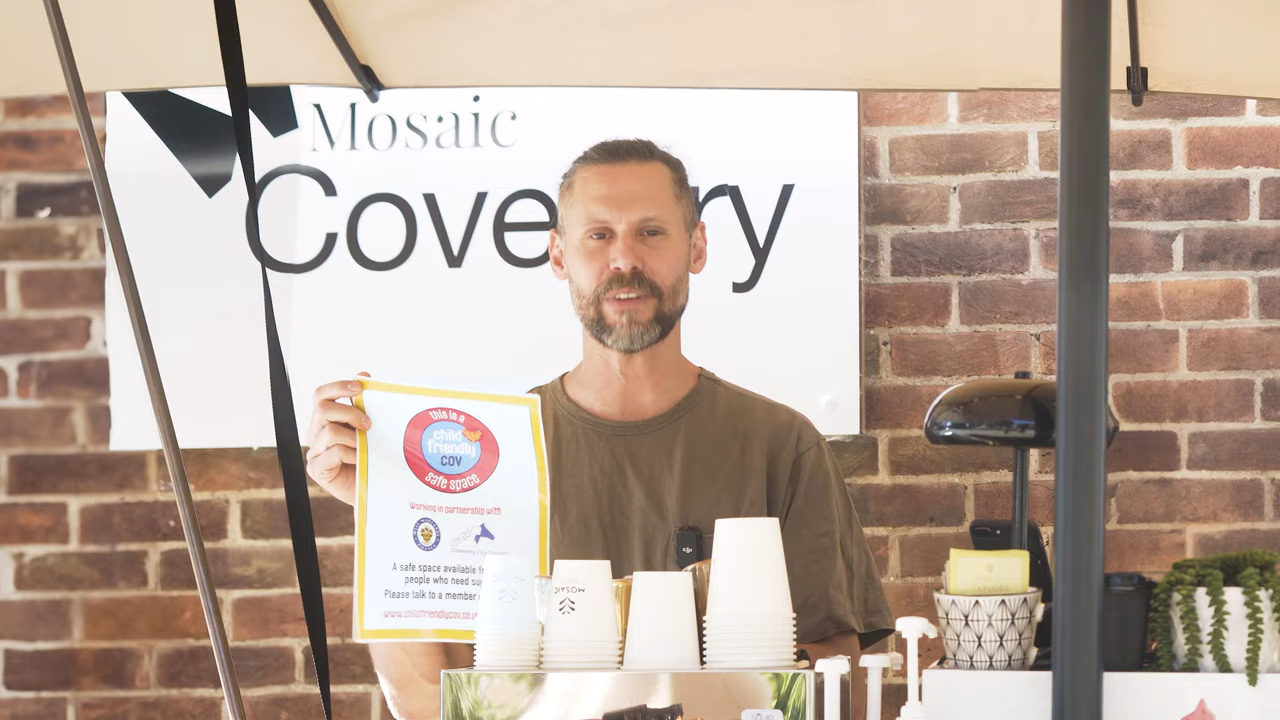 Mosaic
Cove ry
this is a
child
friendly
COV
safe space
Working in partnership with
Coventry City Council
A safe space available f
people who need su
Please talk to a member
www.childfriendlycov.
MOSAIC
dji